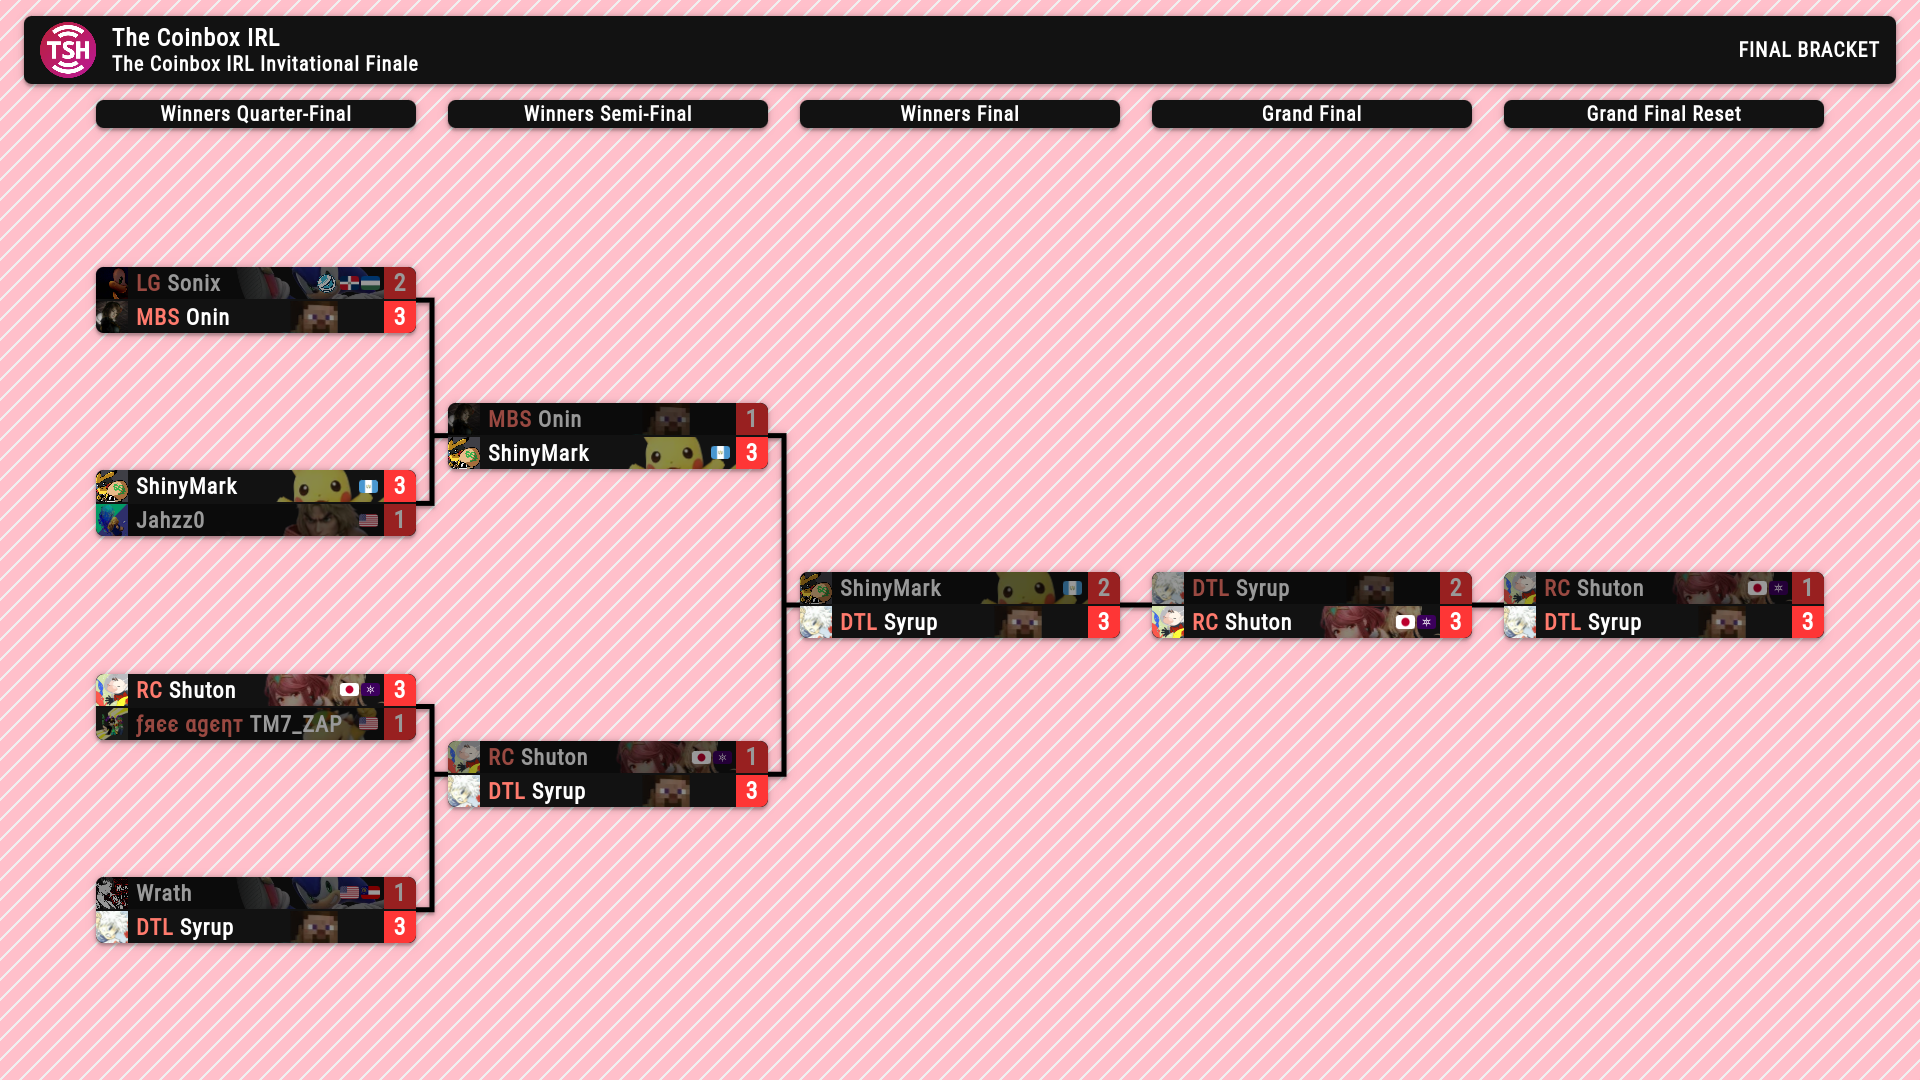 TSH
The Coinbox IRL
The Coinbox IRL Invitational Finale
FINAL BRACKET
Winners Quarter-Final
Winners Semi-Final
Winners Final
Grand Final
Grand Final Reset
LG Sonix 2
MBS Onin 3
ShinyMark 3
Jahzz0 1
RC Shuton 3
ƒяєє αgєηт TM7_ZAP 1
Wrath 1
DTL Syrup 3
MBS Onin 1
ShinyMark 3
RC Shuton 1
DTL Syrup 3
ShinyMark 2
DTL Syrup 3
DTL Syrup 2
RC Shuton 3
RC Shuton 1
DTL Syrup 3